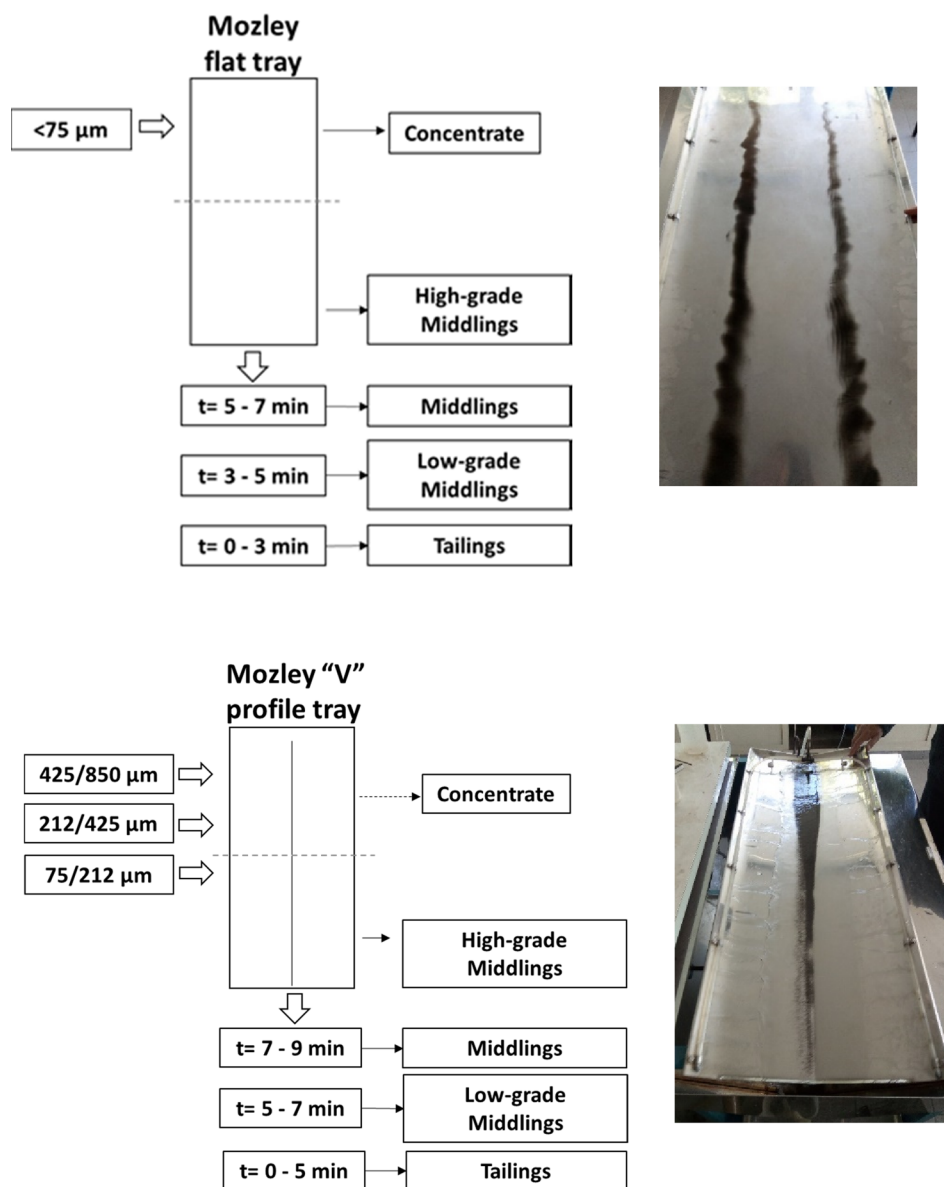 Mozley
flat tray
<75 µm
Concentrate
High-grade
Middlings
t= 5 - 7 min
Middlings
t= 3 - 5 min
Low-grade
Middlings
t= 0 - 3 min
Tailings
Mozley “V”
profile tray
425/850 µm
Concentrate
212/425 µm
75/212 µm
High-grade
Middlings
t= 7 - 9 min
Middlings
t= 5 - 7 min
Low-grade
Middlings
t= 0 - 5 min
Tailings